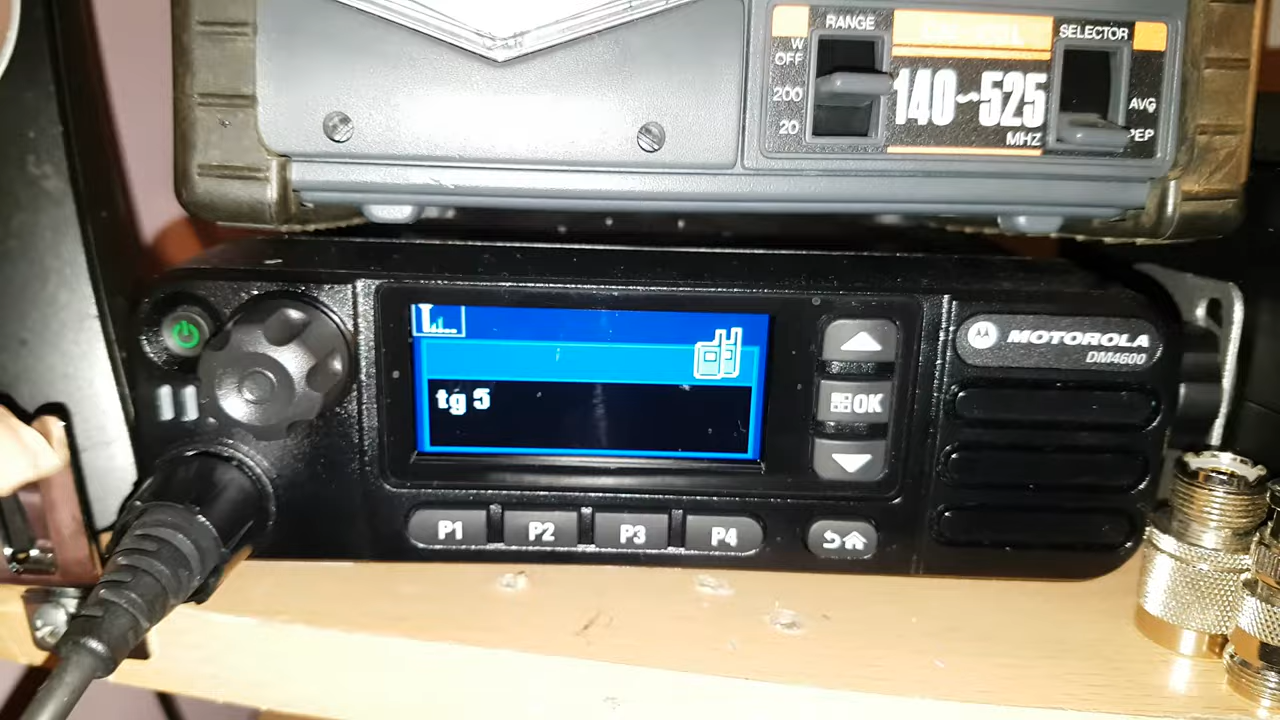 RANGE
SELECTOR
W
OFF
200
20
140~525
MHZ
AVG
PEP
MOTOROLA
DM4600
tg 5
OK
P1
P2
P3
P4